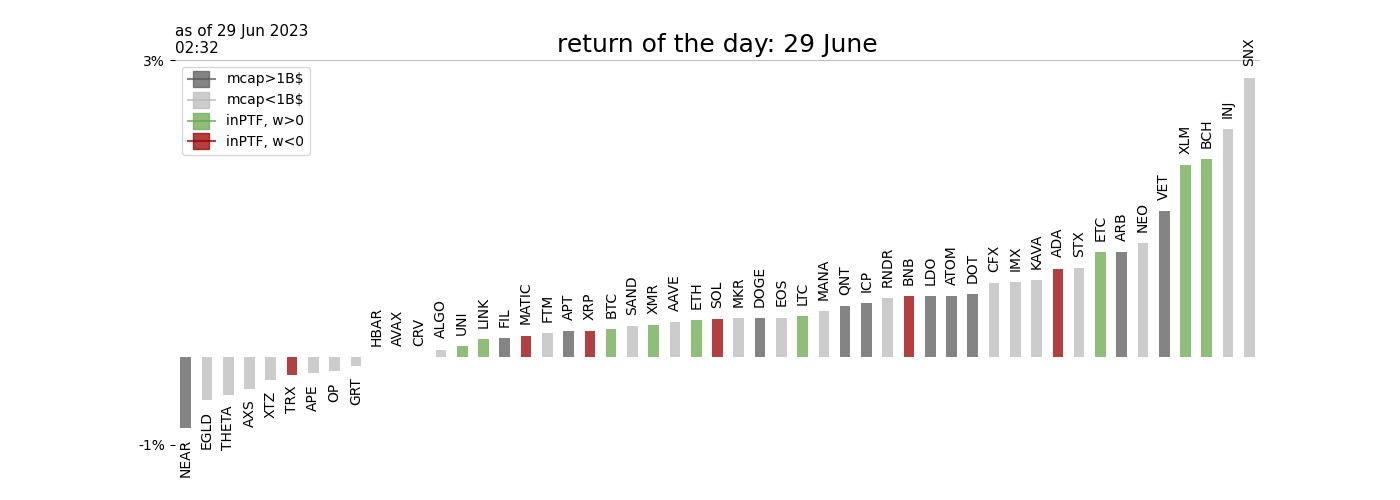 as of 29 Jun 2023
02:32
return of the day: 29 June
3%
mcap>1B$
mcap<1B$
inPTF, w>0
inPTF, w<0
-1%
NEAR
EGLD
THETA
AXS
XTZ
TRX
APE
OP
GRT
HBAR
AVAX
CRV
ALGO
UNI
LINK
FIL
MATIC
FTM
APT
XRP
BTC
SAND
XMR
AAVE
ETH
SOL
MKR
DOGE
EOS
LTC
MANA
QNT
ICP
RNDR
BNB
LDO
ATOM
DOT
CFX
IMX
KAVA
ADA
STX
ETC
ARB
NEO
VET
XLM
BCH
INJ
SNX